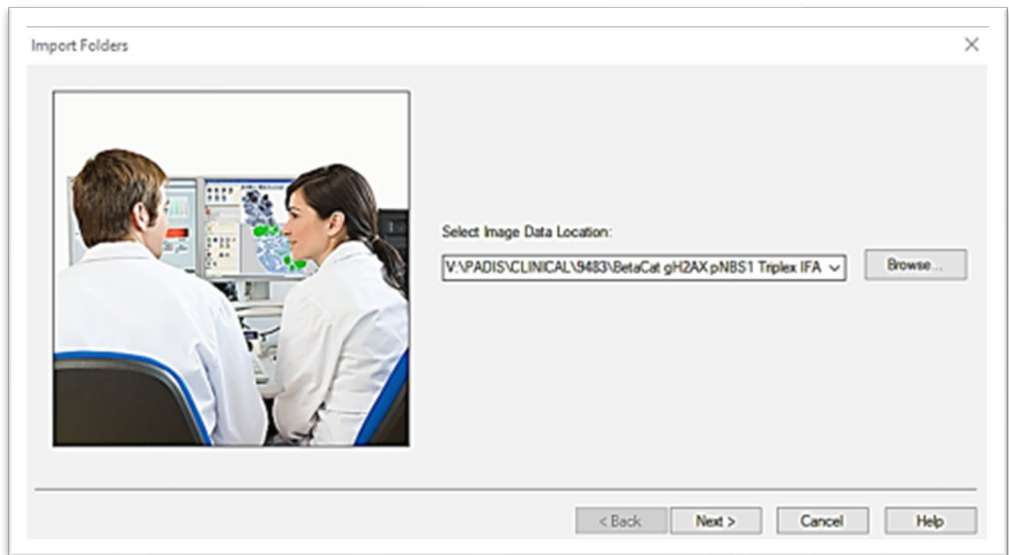 Import Folders
Select Image Data Location:
V:\PADIS\CLINICAL\9483\BetaCat gH2AX pNBS1 Triplex IFA
Browse...
< Back
Next >
Cancel
Help